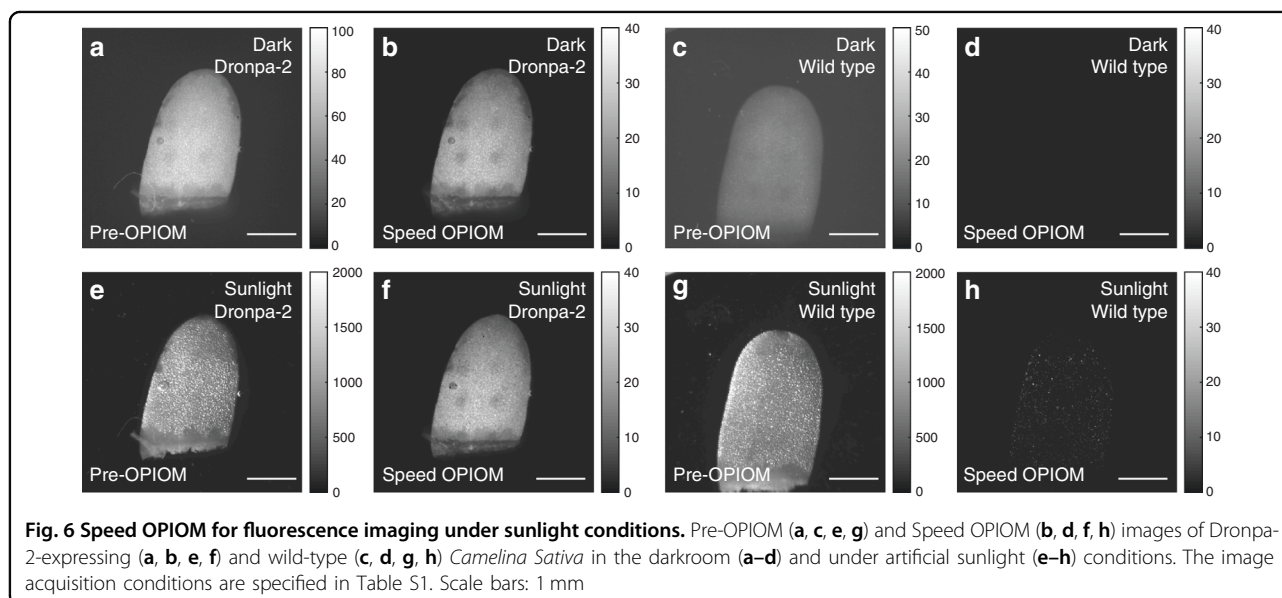 a Dark
Dronpa-2
Pre-OPIOM
100
80
60
40
20
0
b Dark
Dronpa-2
Speed OPIOM
40
30
20
10
0
c Dark
Wild type
Pre-OPIOM
50
40
30
20
10
0
d Dark
Wild type
Speed OPIOM
40
30
20
10
0
e Sunlight
Dronpa-2
Pre-OPIOM
2000
1500
1000
500
0
f Sunlight
Dronpa-2
Speed OPIOM
40
30
20
10
0
g Sunlight
Wild type
Pre-OPIOM
2000
1500
1000
500
0
h Sunlight
Wild type
Speed OPIOM
40
30
20
10
0
Fig. 6 Speed OPIOM for fluorescence imaging under sunlight conditions. Pre-OPIOM (a, c, e, g) and Speed OPIOM (b, d, f, h) images of Dronpa-
2-expressing (a, b, e, f) and wild-type (c, d, g, h) Camelina Sativa in the darkroom (a–d) and under artificial sunlight (e–h) conditions. The image
acquisition conditions are specified in Table S1. Scale bars: 1 mm